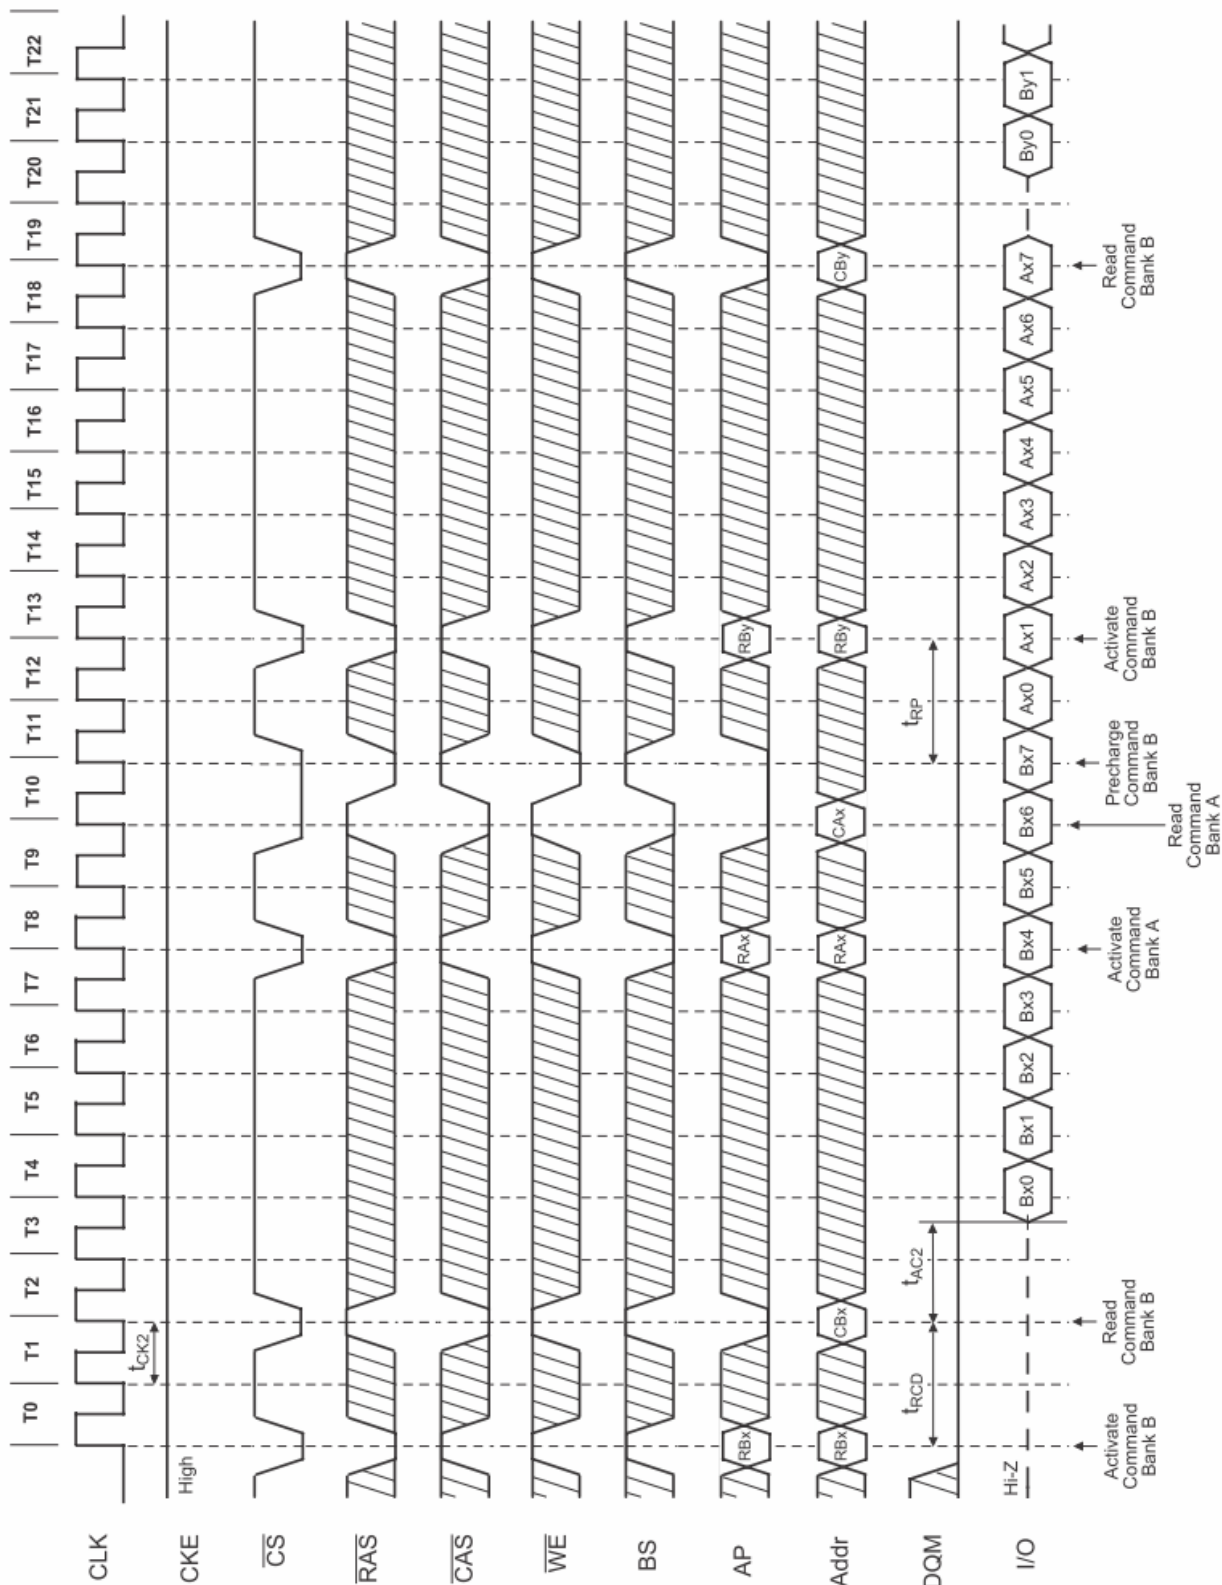 T0 T1 T2 T3 T4 T5 T6 T7 T8 T9 T10 T11 T12 T13 T14 T15 T16 T17 T18 T19 T20 T21 T22
CLK
tCK2
CKE
High
CS
RAS
CAS
WE
BS
AP
RBx RAx RBy
Addr
RBx CBx RAx CAx RBy CBy
DQM
tRCD tAC2 tRP
I/O
Hi-Z
Bx0 Bx1 Bx2 Bx3 Bx4 Bx5 Bx6 Bx7 Ax0 Ax1 Ax2 Ax3 Ax4 Ax5 Ax6 Ax7 By0 By1
Activate
Command
Bank B
Read
Command
Bank B
Activate
Command
Bank A
Read
Command
Bank A
Precharge
Command
Bank B
Activate
Command
Bank B
Read
Command
Bank B